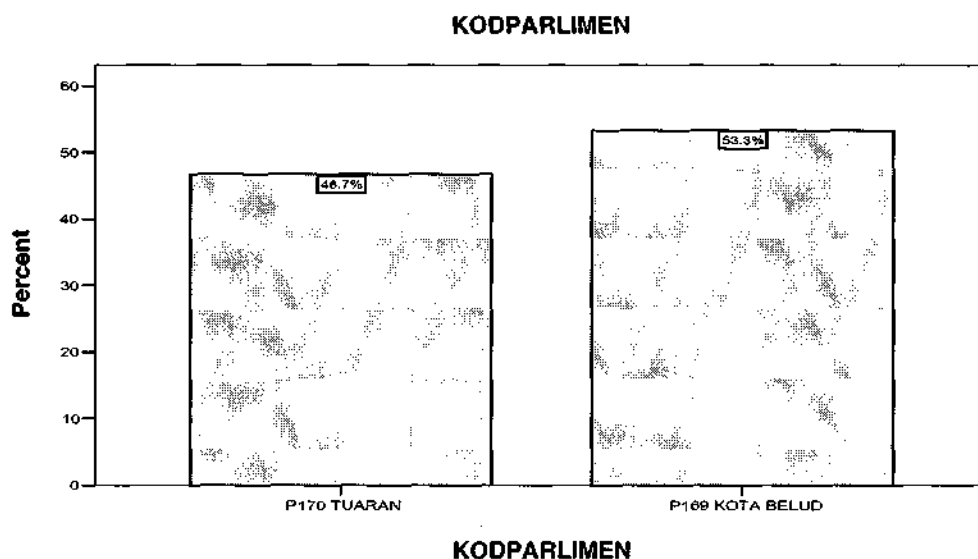 KODPARLIMEN
Percent
60
50
40
30
20
10
0
46.7%
53.3%
P170 TUARAN
P169 KOTA BELUD
KODPARLIMEN